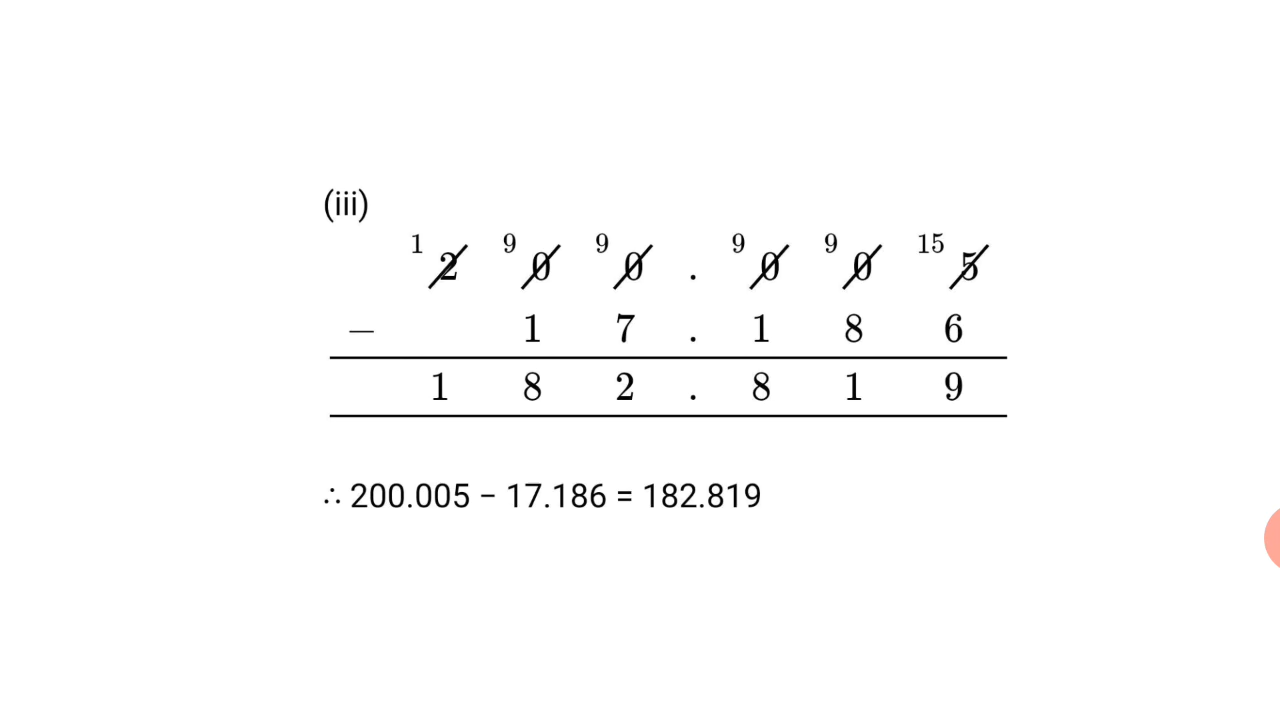 (iii)
1 2 9 0 9 0 . 9 0 9 0 15 5
− 1 7 . 1 8 6
1 8 2 . 8 1 9
∴ 200.005 − 17.186 = 182.819